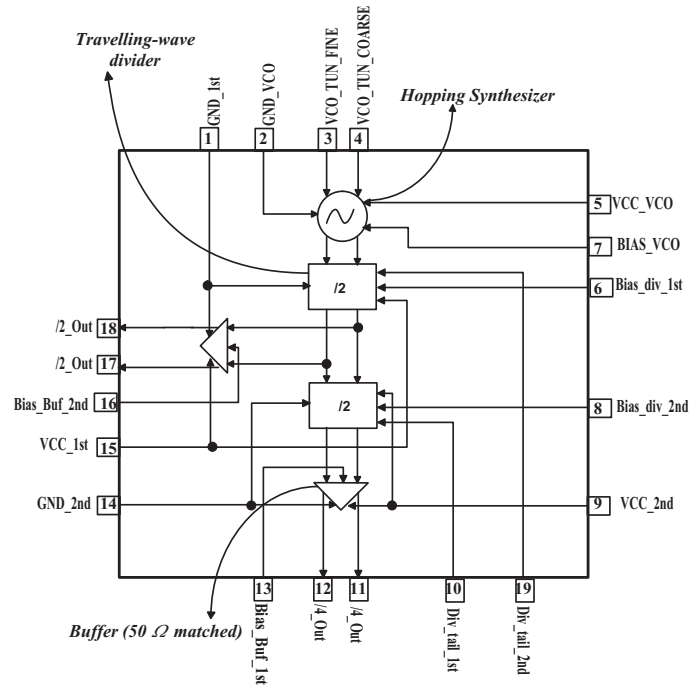 Travelling-wave
divider
GND_1st
GND_VCO
VCO_TUN_FINE
VCO_TUN_COARSE
Hopping Synthesizer
1
2
3
4
5
VCC_VCO
7
BIAS_VCO
/2
6
Bias_div_1st
/2_Out
18
/2_Out
17
Bias_Buf_2nd
16
/2
8
Bias_div_2nd
VCC_1st
15
GND_2nd
14
9
VCC_2nd
13
12
11
10
19
Bias_Buf_1st
/4_Out
/4_Out
Div_tail_1st
Div_tail_2nd
Buffer (50 Ω matched)